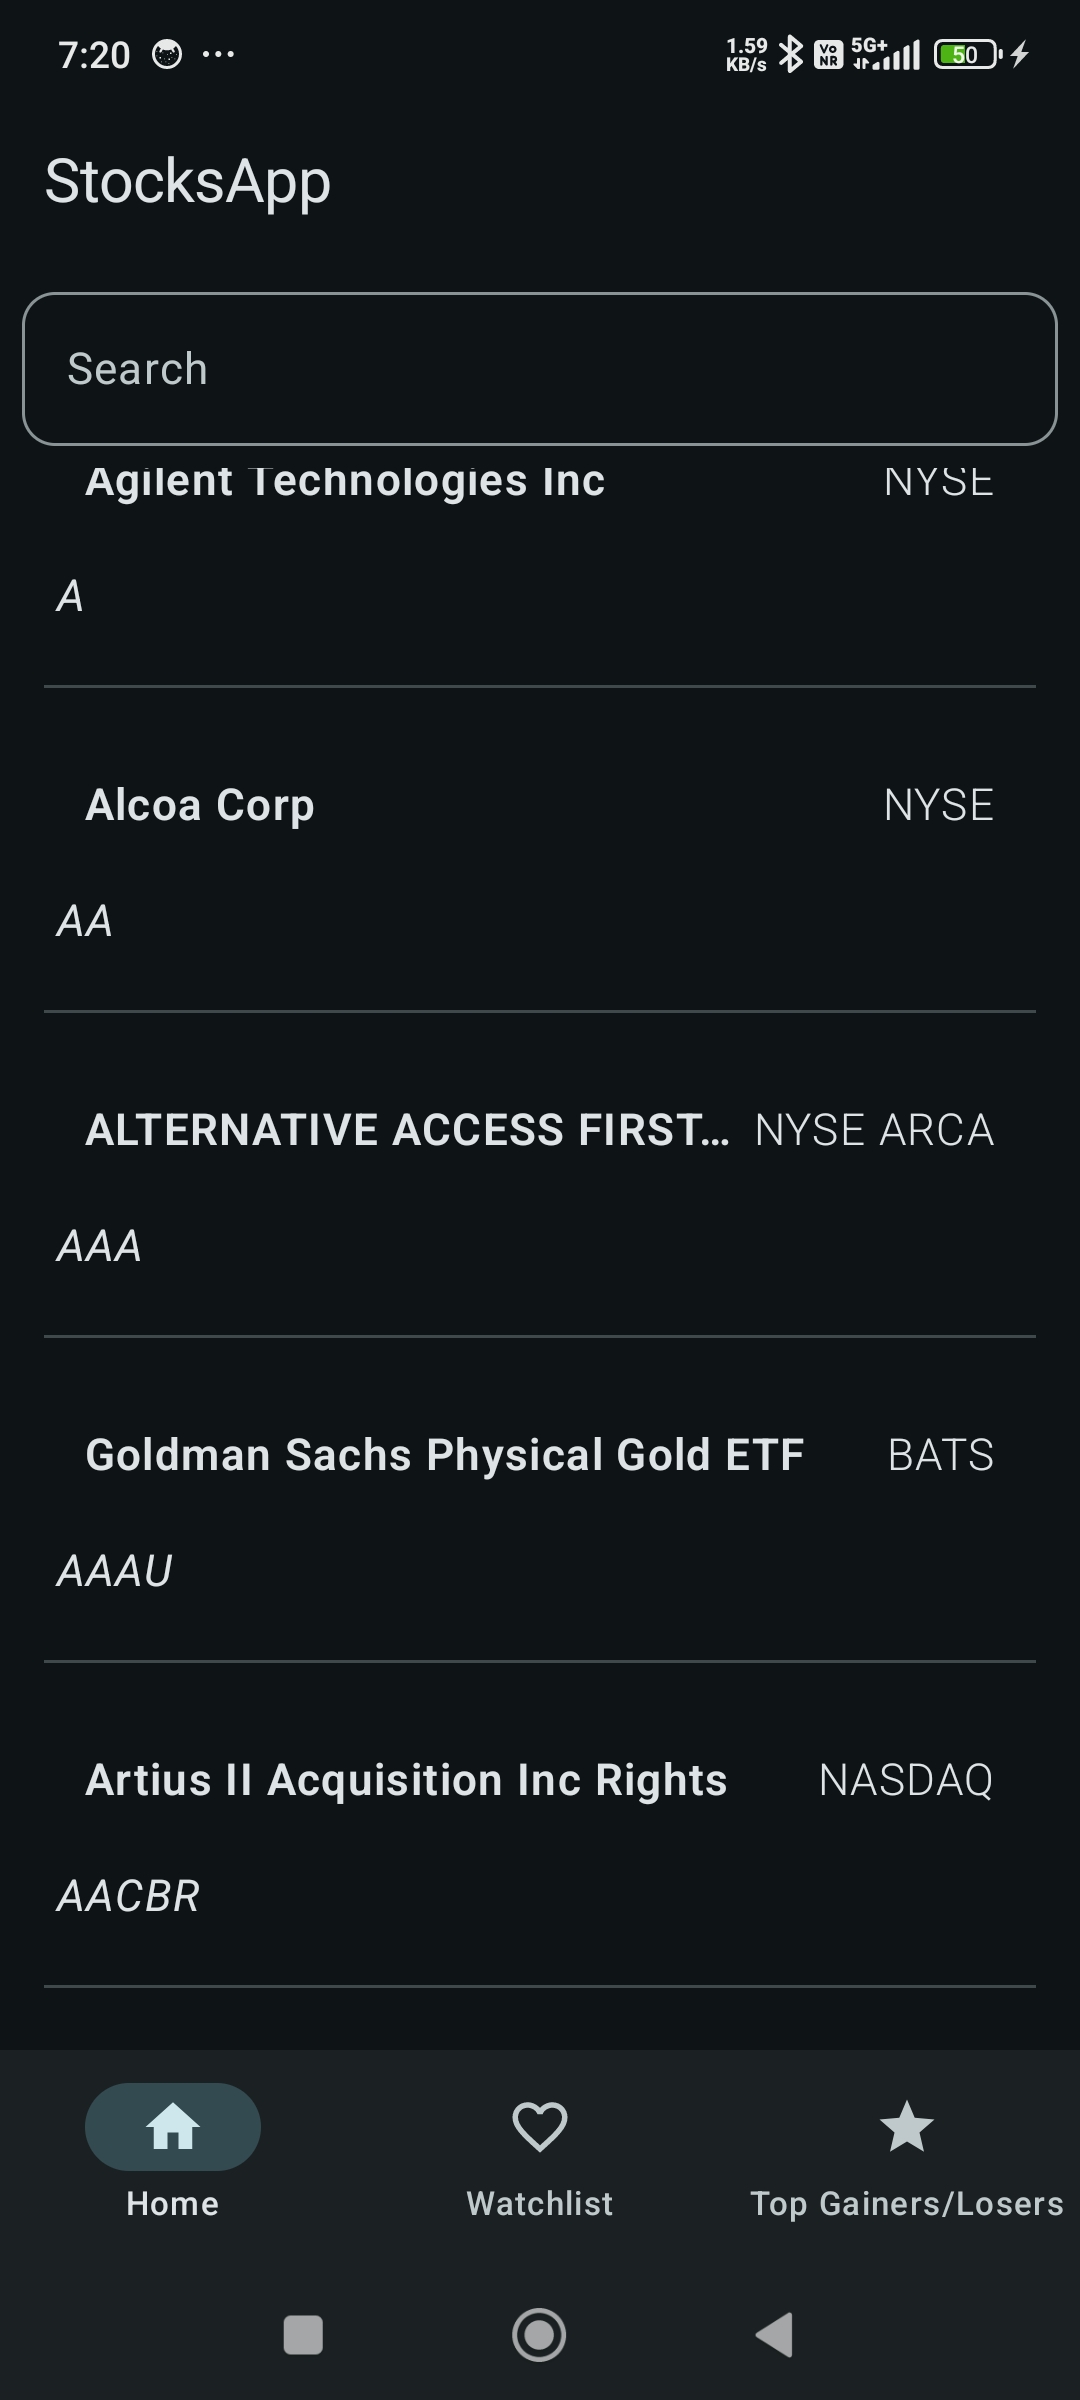 7:20 ... 1.59 KB/s Vo NR 5G+ 50
StocksApp
Search
Agilent Technologies Inc NYSE
A
Alcoa Corp NYSE
AA
ALTERNATIVE ACCESS FIRST... NYSE ARCA
AAA
Goldman Sachs Physical Gold ETF BATS
AAAU
Artius II Acquisition Inc Rights NASDAQ
AACBR
Home Watchlist Top Gainers/Losers